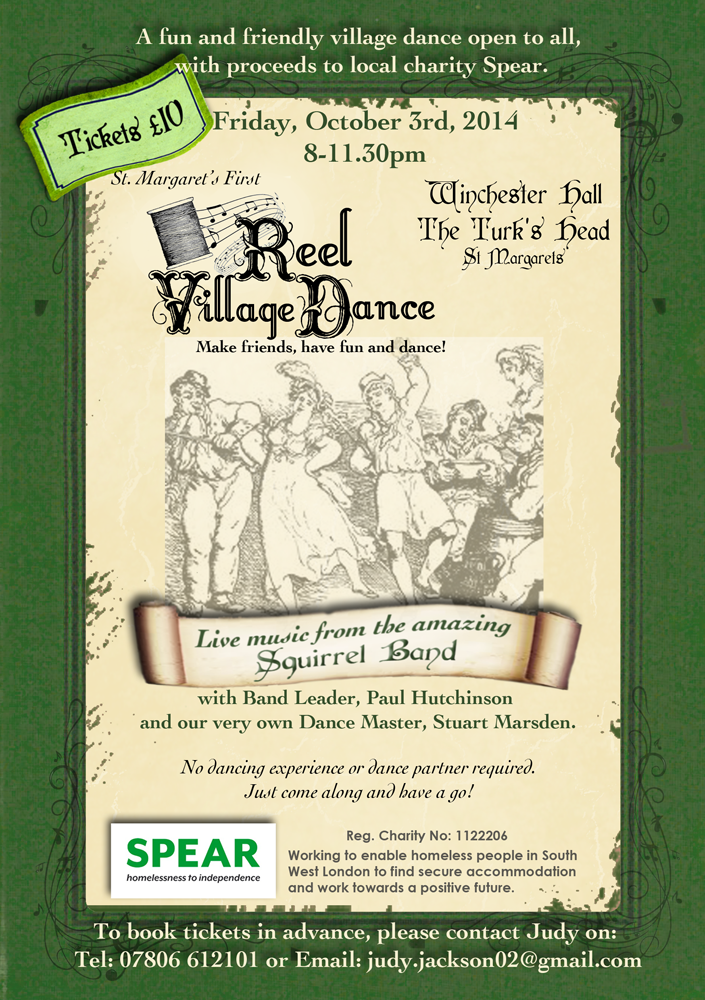 A fun and friendly village dance open to all,
with proceeds to local charity Spear.
Tickets £10
Friday, October 3rd, 2014
8-11.30pm
St. Margaret's First
Reel
Village Dance
Winchester Hall
The Turk's Head
St Margarets
Make friends, have fun and dance!
Live music from the amazing
Squirrel Band
with Band Leader, Paul Hutchinson
and our very own Dance Master, Stuart Marsden.
No dancing experience or dance partner required.
Just come along and have a go!
SPEAR
homelessness to independence
Reg. Charity No: 1122206
Working to enable homeless people in South
West London to find secure accommodation
and work towards a positive future.
To book tickets in advance, please contact Judy on:
Tel: 07806 612101 or Email: judy.jackson02@gmail.com